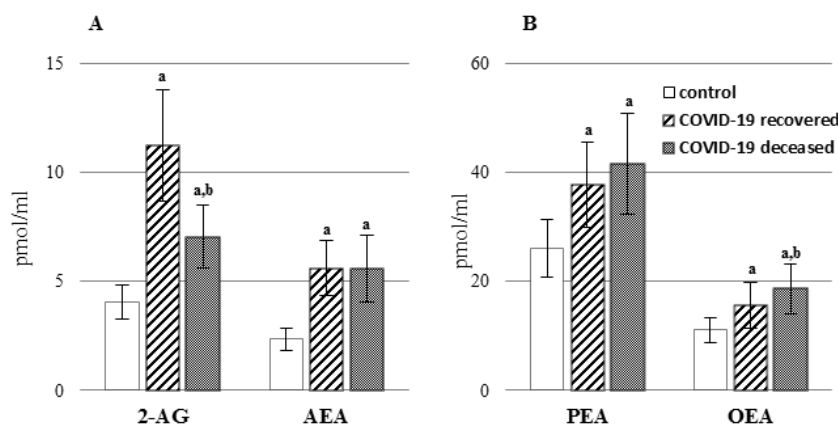 A
15
10
5
0
pmol/ml
a
a,b
a
a
2-AG
AEA
B
60
40
20
0
pmol/ml
control
COVID-19 recovered
COVID-19 deceased
a
a
a
a,b
PEA
OEA